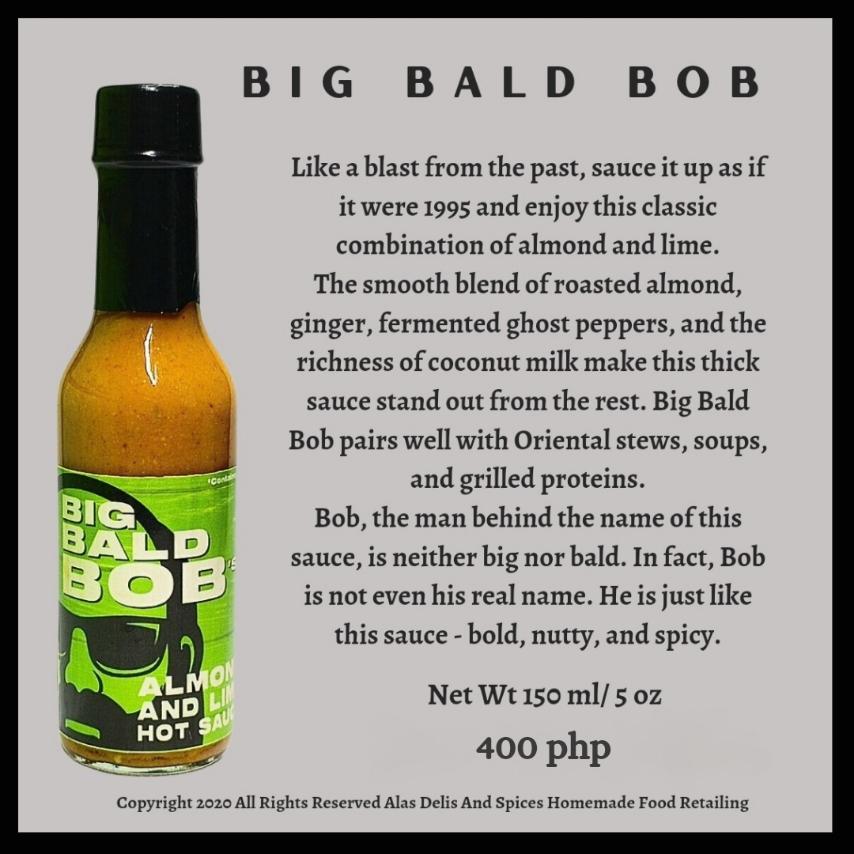 BIG BALD BOB
Like a blast from the past, sauce it up as if
it were 1995 and enjoy this classic
combination of almond and lime.
The smooth blend of roasted almond,
ginger, fermented ghost peppers, and the
richness of coconut milk make this thick
sauce stand out from the rest. Big Bald
Bob pairs well with Oriental stews, soups,
and grilled proteins.
Bob, the man behind the name of this
sauce, is neither big nor bald. In fact, Bob
is not even his real name. He is just like
this sauce - bold, nutty, and spicy.
Net Wt 150 ml/ 5 oz
400 php
BIG
BALD
BOB's
AND
HOT
Copyright 2020 All Rights Reserved Alas Delis And Spices Homemade Food Retailing